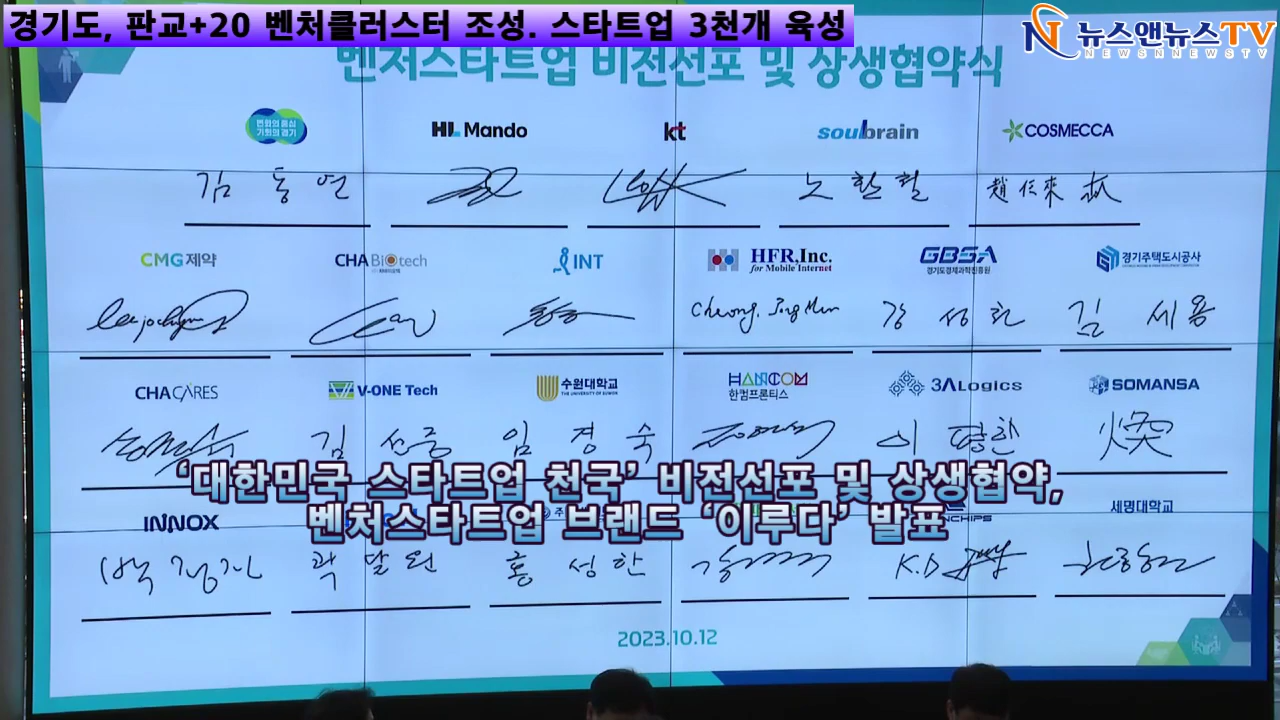 경기도, 판교+20 벤처클러스터 조성. 스타트업 3천개 육성
뉴스앤뉴스TV
NEWSNNEWSTV
벤처스타트업 비전선포 및 상생협약식
변화의 중심 기회의 경기
HL Mando
kt
soulbrain
COSMECCA
김동연
노환철
CMG제약
CHA Biotech
INT
HFR, Inc.
for Mobile Internet
GBSA
경기도경제과학진흥원
경기주택도시공사
Cheong, Jong Min
강성천
김세용
CHA CARES
V-ONE Tech
수원대학교
THE UNIVERSITY OF SUWON
HANCOM
한컴프론티스
3ALogics
SOMANSA
김선중
임경숙
이평한
‘대한민국 스타트업 천국’ 비전선포 및 상생협약,
벤처스타트업 브랜드 ‘이루다’ 발표
INNOX
세명대학교
곽달원
홍성한
2023.10.12